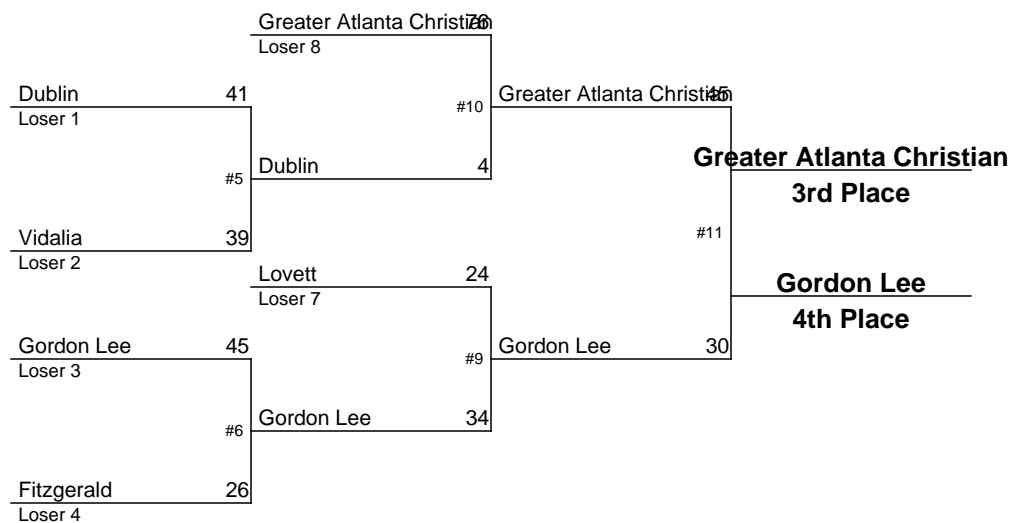 Greater Atlanta Christian 76
Loser 8
Dublin 41
Loser 1
#10
Greater Atlanta Christian 45
#5
Dublin 4
Greater Atlanta Christian
3rd Place
Vidalia 39
Loser 2
#11
Lovett 24
Loser 7
Gordon Lee
4th Place
Gordon Lee 45
Loser 3
#9
Gordon Lee 30
#6
Gordon Lee 34
Fitzgerald 26
Loser 4